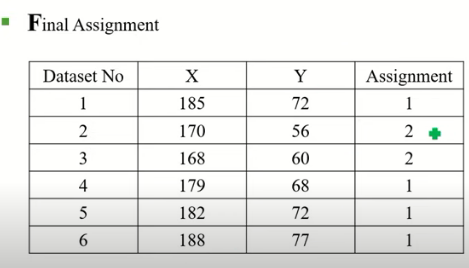 Final Assignment
Dataset No X Y Assignment
1 185 72 1
2 170 56 2
3 168 60 2
4 179 68 1
5 182 72 1
6 188 77 1